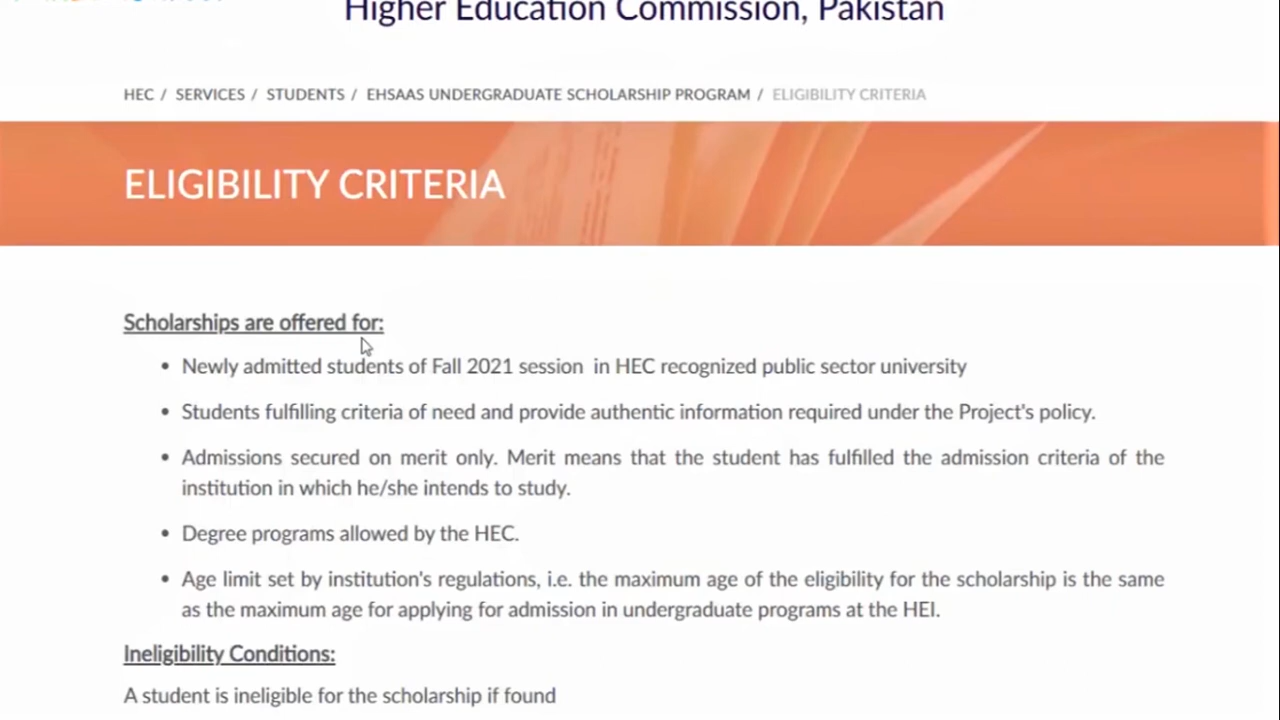 Higher Education Commission, Pakistan
HEC / SERVICES / STUDENTS / EHSAAS UNDERGRADUATE SCHOLARSHIP PROGRAM / ELIGIBILITY CRITERIA
ELIGIBILITY CRITERIA
Scholarships are offered for:
• Newly admitted students of Fall 2021 session in HEC recognized public sector university
• Students fulfilling criteria of need and provide authentic information required under the Project's policy.
• Admissions secured on merit only. Merit means that the student has fulfilled the admission criteria of the
institution in which he/she intends to study.
• Degree programs allowed by the HEC.
• Age limit set by institution's regulations, i.e. the maximum age of the eligibility for the scholarship is the same
as the maximum age for applying for admission in undergraduate programs at the HEI.
Ineligibility Conditions:
A student is ineligible for the scholarship if found